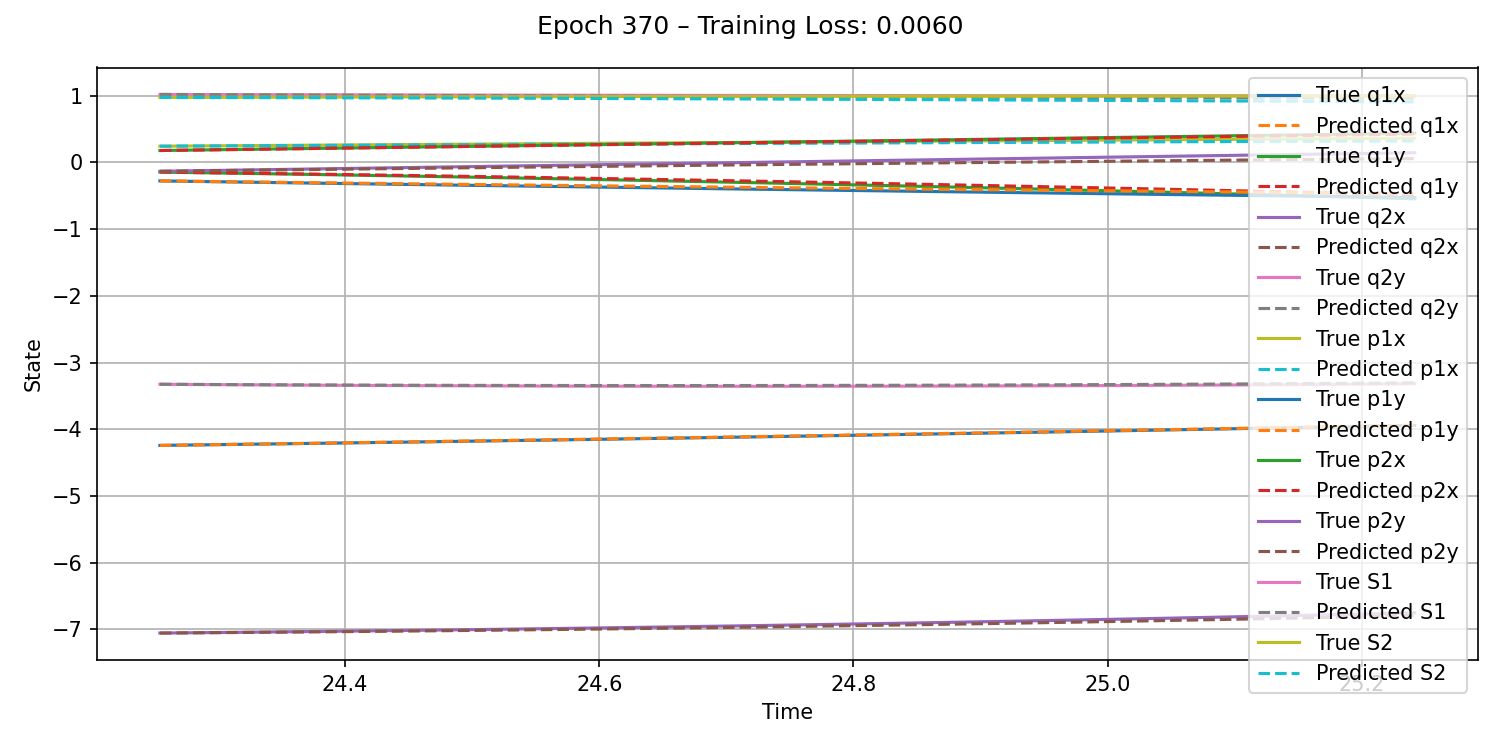 Epoch 370 – Training Loss: 0.0060
State
1
0
−1
−2
−3
−4
−5
−6
−7
True q1x
Predicted q1x
True q1y
Predicted q1y
True q2x
Predicted q2x
True q2y
Predicted q2y
True p1x
Predicted p1x
True p1y
Predicted p1y
True p2x
Predicted p2x
True p2y
Predicted p2y
True S1
Predicted S1
True S2
Predicted S2
24.4 24.6 24.8 25.0 25.2
Time